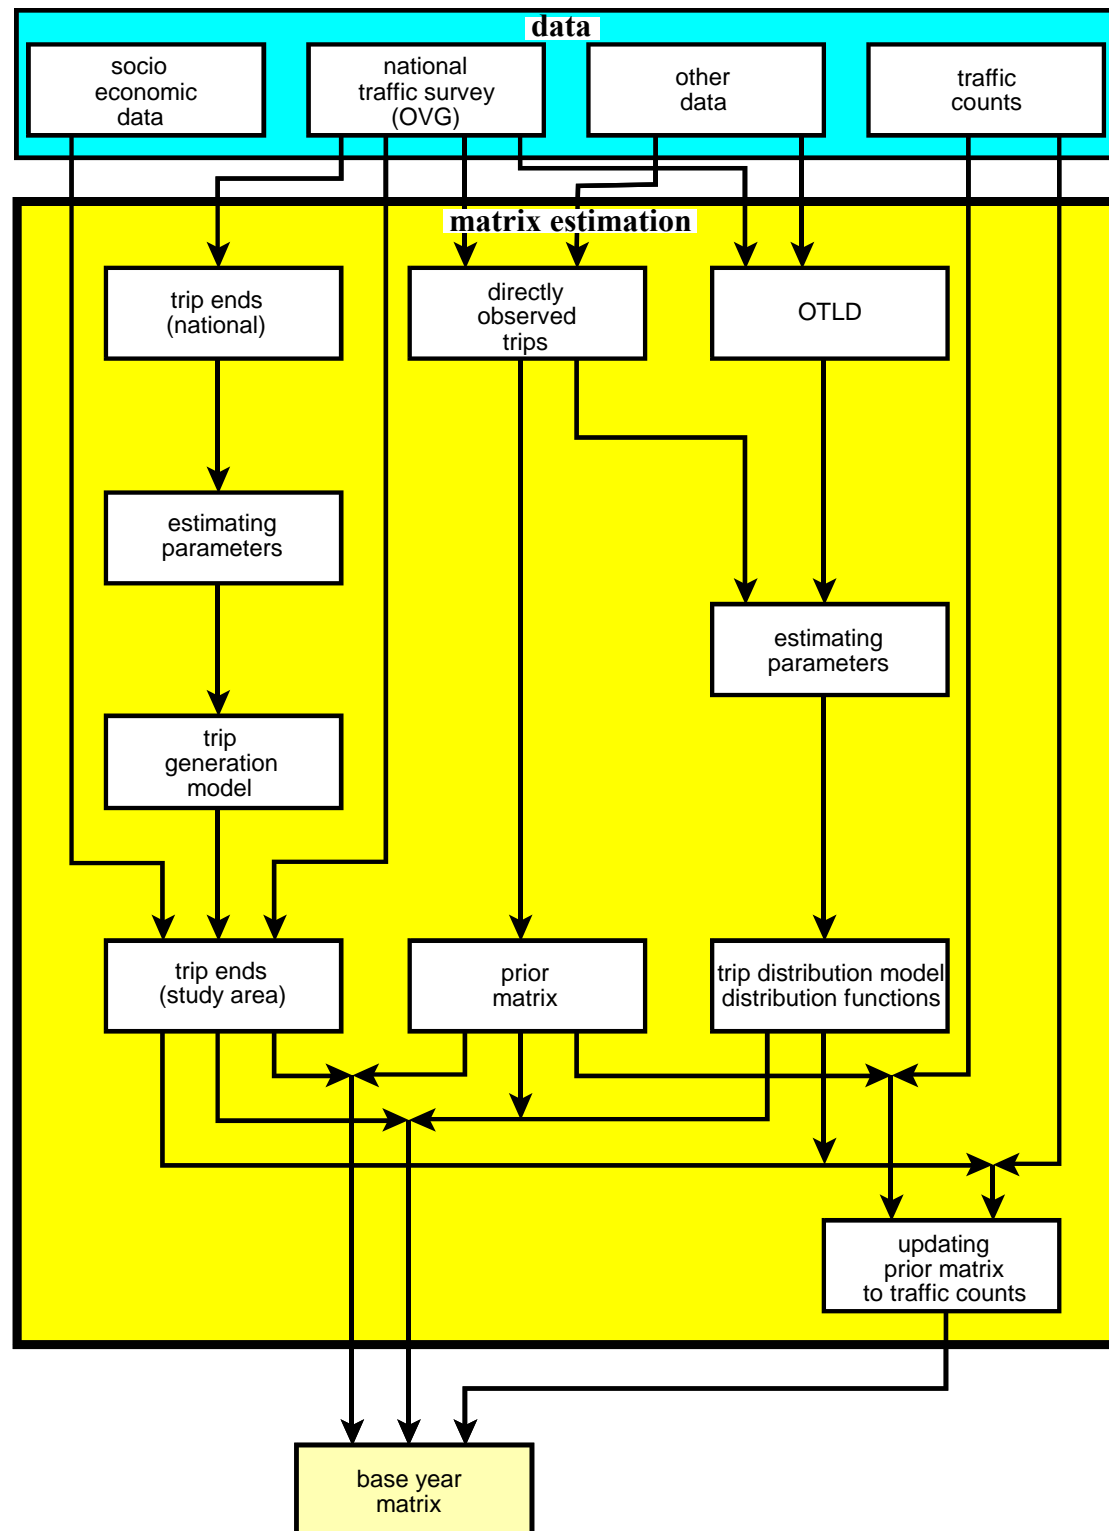 data
socio
economic
data
national
traffic survey
(OVG)
other
data
traffic
counts
matrix estimation
trip ends
(national)
directly
observed
trips
OTLD
estimating
parameters
estimating
parameters
trip
generation
model
trip ends
(study area)
prior
matrix
trip distribution model
distribution functions
updating
prior matrix
to traffic counts
base year
matrix